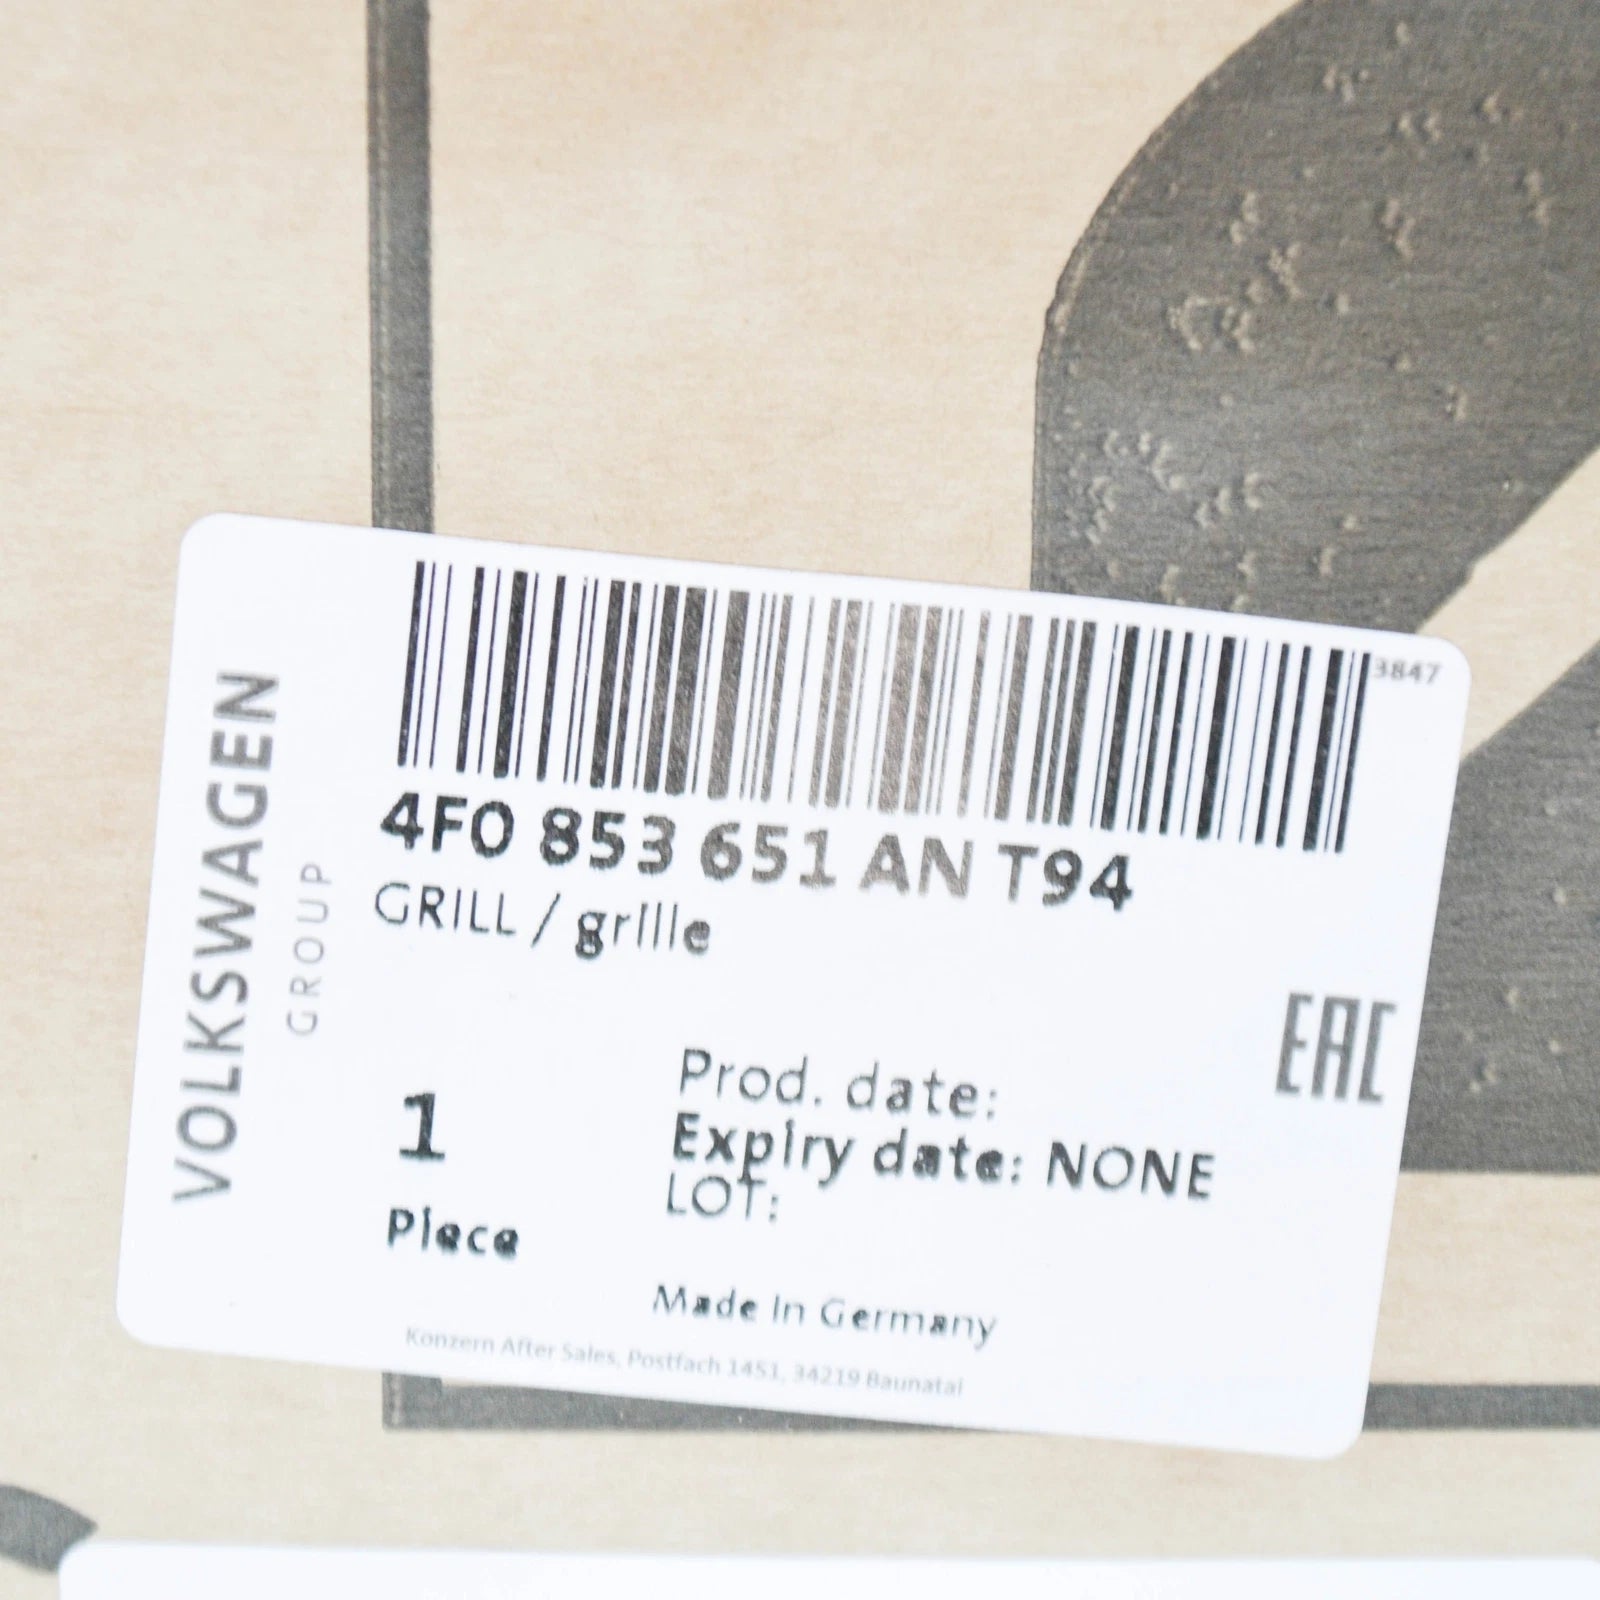 VOLKSWAGEN
GROUP
3847
4F0 853 651 AN T94
GRILL / grille
EAC
1
Piece
Prod. date:
Expiry date: NONE
LOT:
Made in Germany
Konzern After Sales, Postfach 1451, 34219 Baunatal